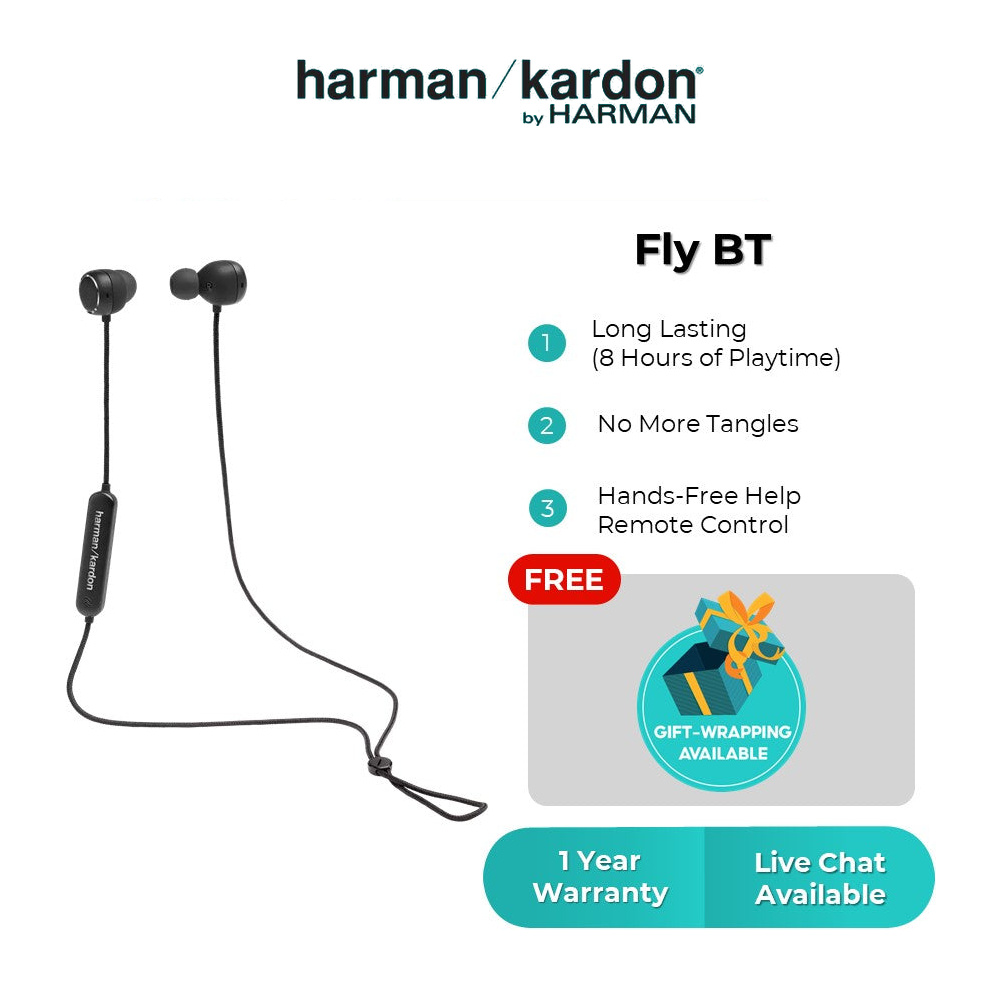 harman/kardon®
by HARMAN
Fly BT
1
Long Lasting
(8 Hours of Playtime)
2
No More Tangles
3
Hands-Free Help
Remote Control
harman/kardon
FREE
GIFT-WRAPPING
AVAILABLE
1 Year
Warranty
Live Chat
Available